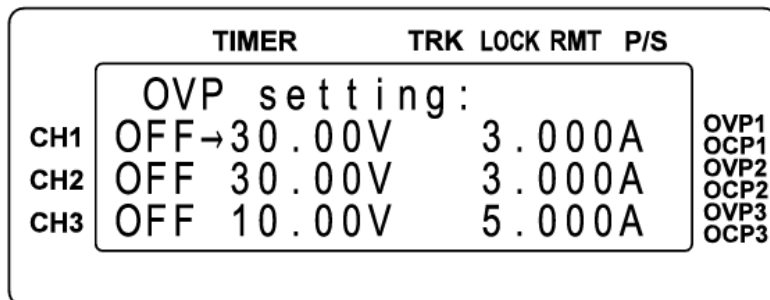 TIMER TRK LOCK RMT P/S
OVP setting:
CH1 OFF→30.00V 3.000A OVP1 OCP1
CH2 OFF 30.00V 3.000A OVP2 OCP2
CH3 OFF 10.00V 5.000A OVP3 OCP3